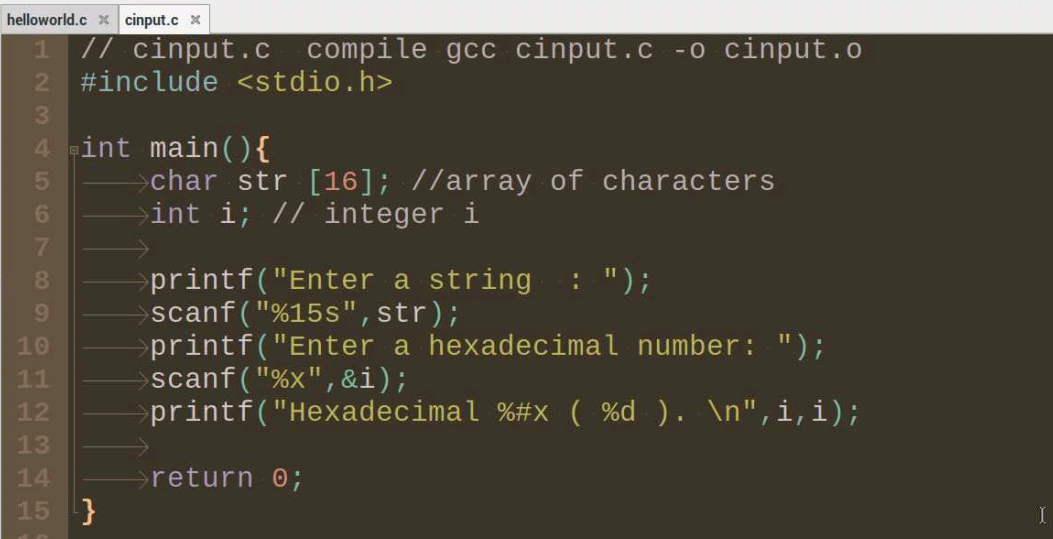 helloworld.c
cinput.c
1 // cinput.c  compile gcc cinput.c -o cinput.o
2 #include <stdio.h>
3
4 int main(){
5 char str [16]; //array of characters
6 int i; // integer i
7
8 printf("Enter a string  : ");
9 scanf("%15s",str);
10 printf("Enter a hexadecimal number: ");
11 scanf("%x",&i);
12 printf("Hexadecimal %#x ( %d ). \n",i,i);
13
14 return 0;
15 }